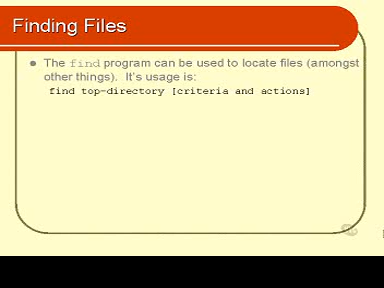 Finding Files
The find program can be used to locate files (amongst
other things). It's usage is:
find top-directory [criteria and actions]